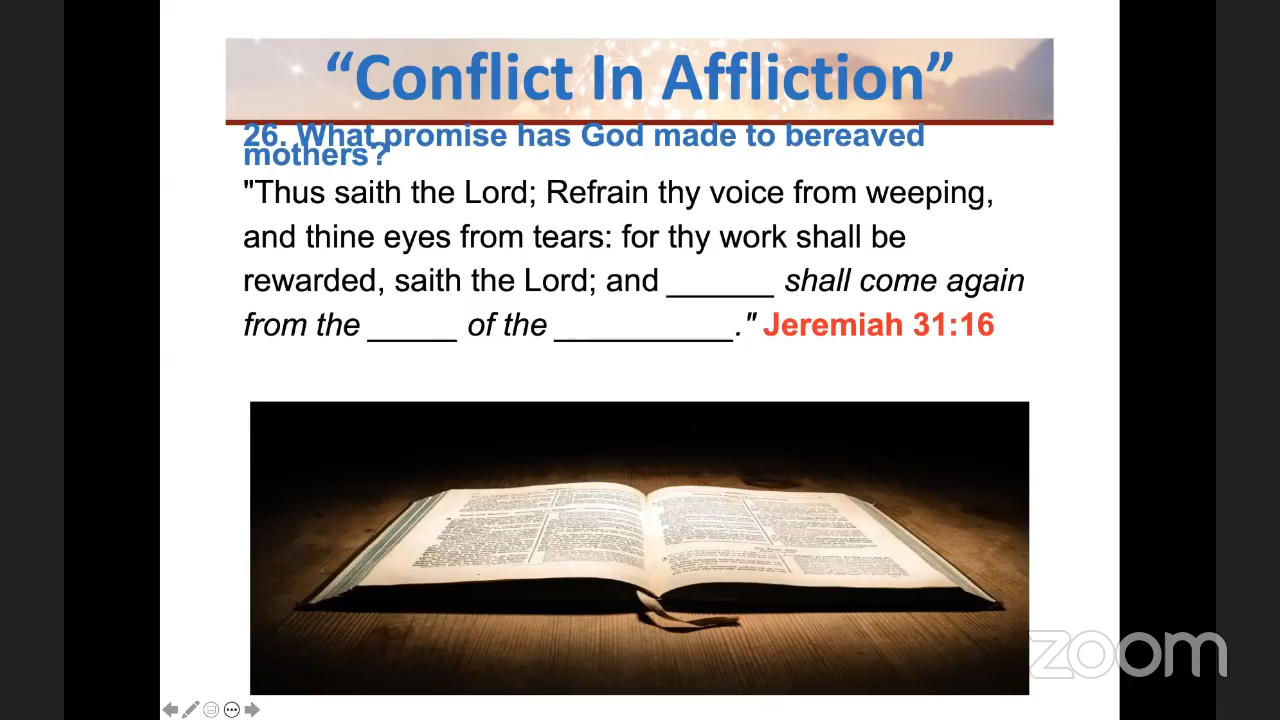 “Conflict In Affliction”
26. What promise has God made to bereaved
mothers?
"Thus saith the Lord; Refrain thy voice from weeping,
and thine eyes from tears: for thy work shall be
rewarded, saith the Lord; and ______ shall come again
from the _____ of the __________." Jeremiah 31:16
zoom